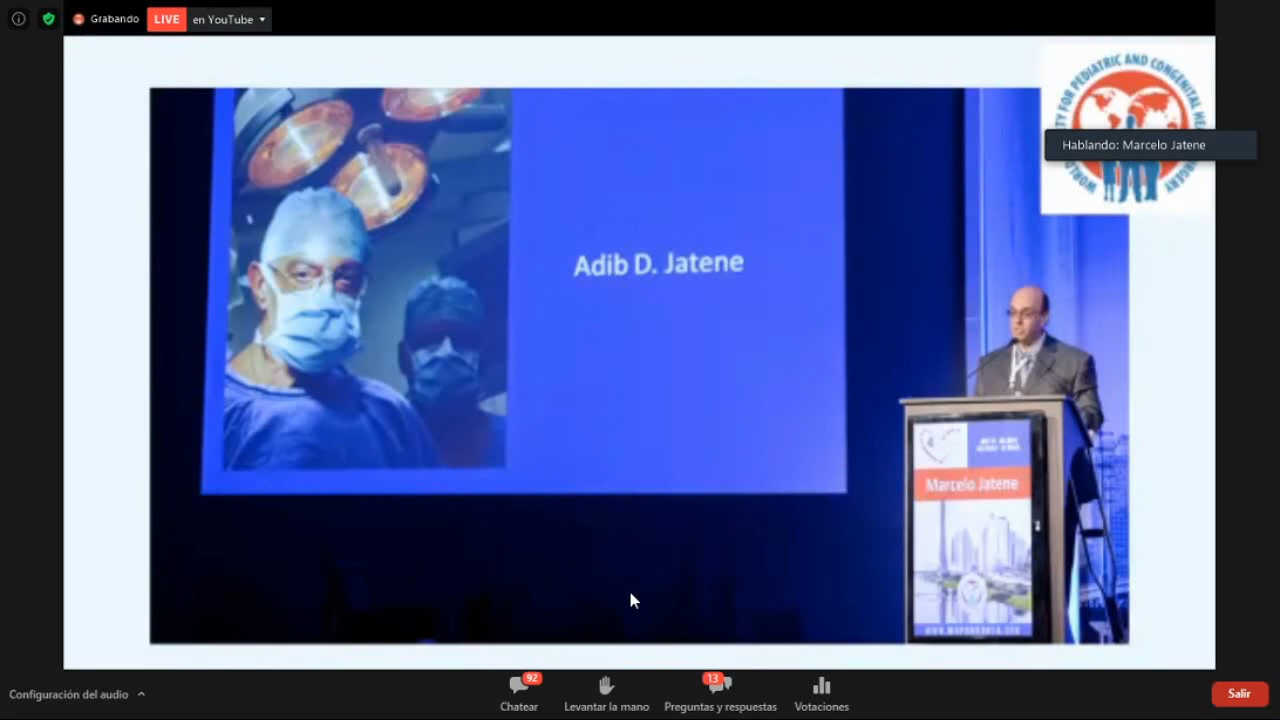 Grabando
LIVE
en YouTube
Hablando: Marcelo Jatene
Adib D. Jatene
Marcelo Jatene
Configuración del audio
92
Chatear
Levantar la mano
13
Preguntas y respuestas
Votaciones
Salir